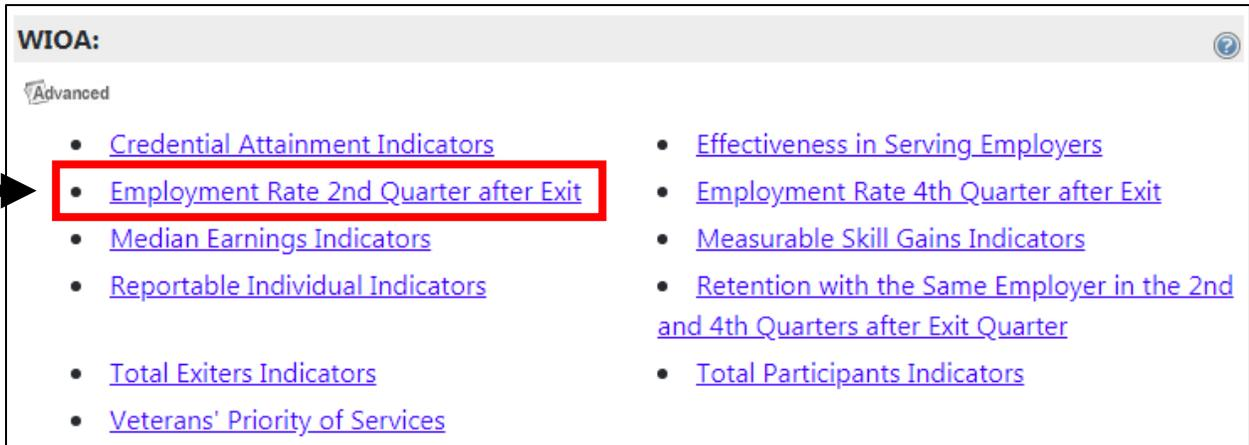 WIOA:
Advanced
• Credential Attainment Indicators
• Effectiveness in Serving Employers
• Employment Rate 2nd Quarter after Exit
• Employment Rate 4th Quarter after Exit
• Median Earnings Indicators
• Measurable Skill Gains Indicators
• Reportable Individual Indicators
• Retention with the Same Employer in the 2nd
and 4th Quarters after Exit Quarter
• Total Exiters Indicators
• Total Participants Indicators
• Veterans' Priority of Services